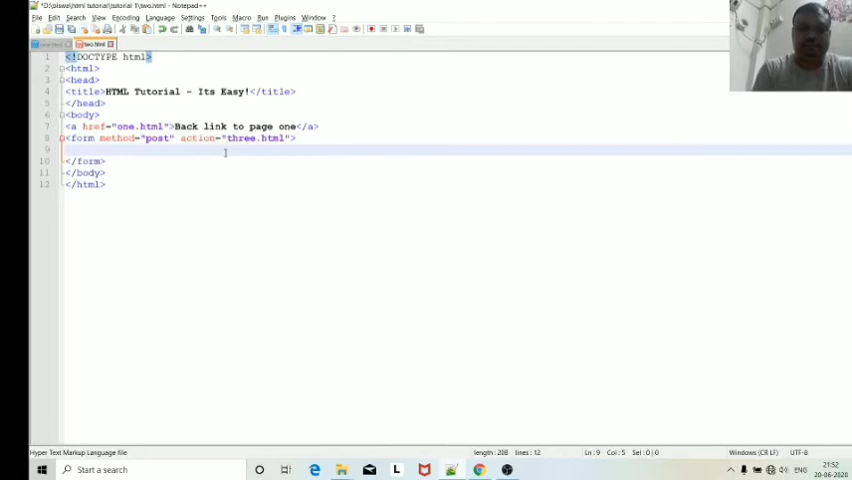 *D:\biswa\html tutorial\tutorial 1\two.html - Notepad++
File Edit Search View Encoding Language Settings Tools Macro Run Plugins Window ?
two.html
1 <!DOCTYPE html>
2 <html>
3 <head>
4 <title>HTML Tutorial - Its Easy!</title>
5 </head>
6 <body>
7 <a href="one.html">Back link to page one</a>
8 <form method="post" action="three.html">
9
10 </form>
11 </body>
12 </html>
Hyper Text Markup Language file length: 208 lines: 12 Ln: 9 Col: 5 Sel: 0 | 0 Windows (CR LF) UTF-8
Start a search
ENG
21:52
20-06-2020